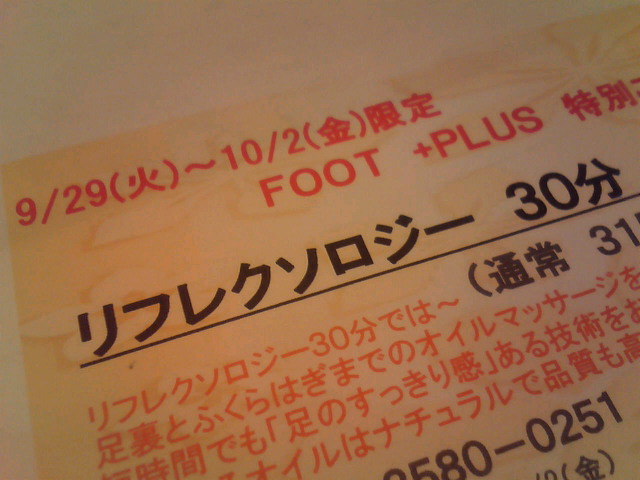 9/29(火)～10/2(金)限定
FOOT +PLUS 特別
リフレクソロジー 30分
(通常 31
リフレクソロジー30分では～
足裏とふくらはぎまでのオイルマッサージを
短時間でも「足のすっきり感」ある技術をお
オイルはナチュラルで品質も高
3580-0251
(金)